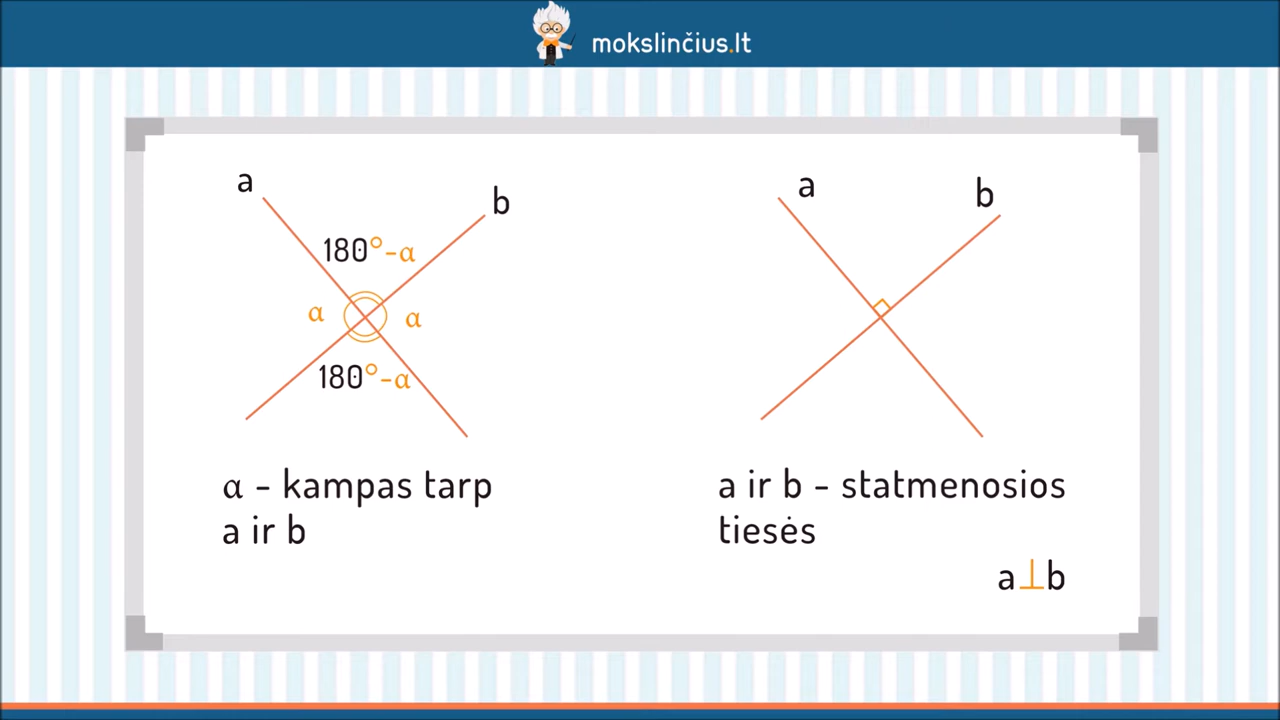 mokslinčius.lt
a
b
180°-α
α
α
180°-α
α - kampas tarp
a ir b
a
b
a ir b - statmenosios
tiesės
a⊥b